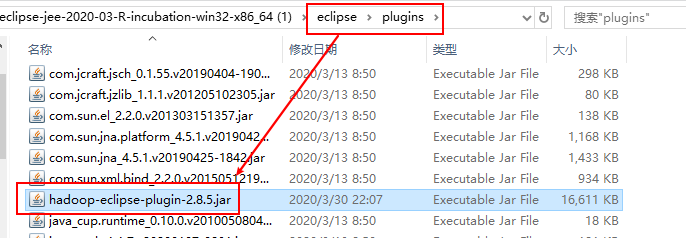 eclipse-jee-2020-03-R-incubation-win32-x86_64 (1) > eclipse > plugins > 搜索"plugins"
名称 修改日期 类型 大小
com.jcraft.jsch_0.1.55.v20190404-190... 2020/3/13 8:50 Executable Jar File 298 KB
com.jcraft.jzlib_1.1.1.v201205102305.jar 2020/3/13 8:50 Executable Jar File 80 KB
com.sun.el_2.2.0.v201303151357.jar 2020/3/13 8:50 Executable Jar File 138 KB
com.sun.jna.platform_4.5.1.v2019042... 2020/3/13 8:50 Executable Jar File 1,168 KB
com.sun.jna_4.5.1.v20190425-1842.jar 2020/3/13 8:50 Executable Jar File 1,433 KB
com.sun.xml.bind_2.2.0.v2015051219... 2020/3/13 8:50 Executable Jar File 934 KB
hadoop-eclipse-plugin-2.8.5.jar 2020/3/30 22:07 Executable Jar File 16,611 KB
java_cup.runtime_0.10.0.v2010050804... 2020/3/13 8:50 Executable Jar File 18 KB